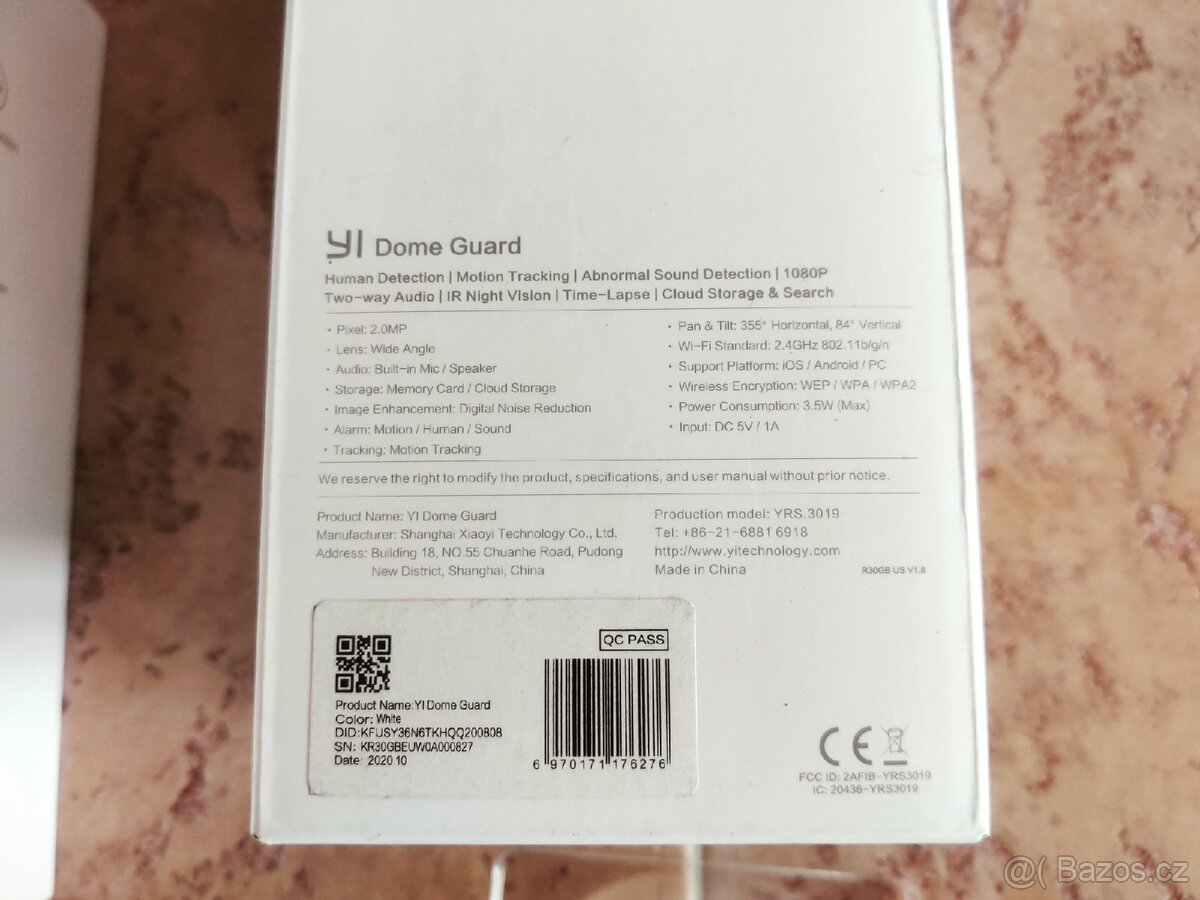 YI Dome Guard
Human Detection | Motion Tracking | Abnormal Sound Detection | 1080P
Two-way Audio | IR Night Vision | Time-Lapse | Cloud Storage & Search
• Pixel: 2.0MP
• Lens: Wide Angle
• Audio: Built-in Mic / Speaker
• Storage: Memory Card / Cloud Storage
• Image Enhancement: Digital Noise Reduction
• Alarm: Motion / Human / Sound
• Tracking: Motion Tracking
• Pan & Tilt: 355° Horizontal, 84° Vertical
• Wi-Fi Standard: 2.4GHz 802.11b/g/n
• Support Platform: iOS / Android / PC
• Wireless Encryption: WEP / WPA / WPA2
• Power Consumption: 3.5W (Max)
• Input: DC 5V / 1A
We reserve the right to modify the product, specifications, and user manual without prior notice.
Product Name: YI Dome Guard
Manufacturer: Shanghai Xiaoyi Technology Co., Ltd.
Address: Building 18, NO.55 Chuanhe Road, Pudong
New District, Shanghai, China
Production model: YRS.3019
Tel: +86-21-6881 6918
http://www.yitechnology.com
Made in China
R30GB US V1.8
QC PASS
Product Name:YI Dome Guard
Color: White
DID:KFUSY36N6TKHQQ200808
SN: KR30GBEUW0A000827
Date: 2020.10
6 970171 176276
CE
FCC ID: 2AFIB-YRS3019
IC: 20436-YRS3019
@( Bazos.cz